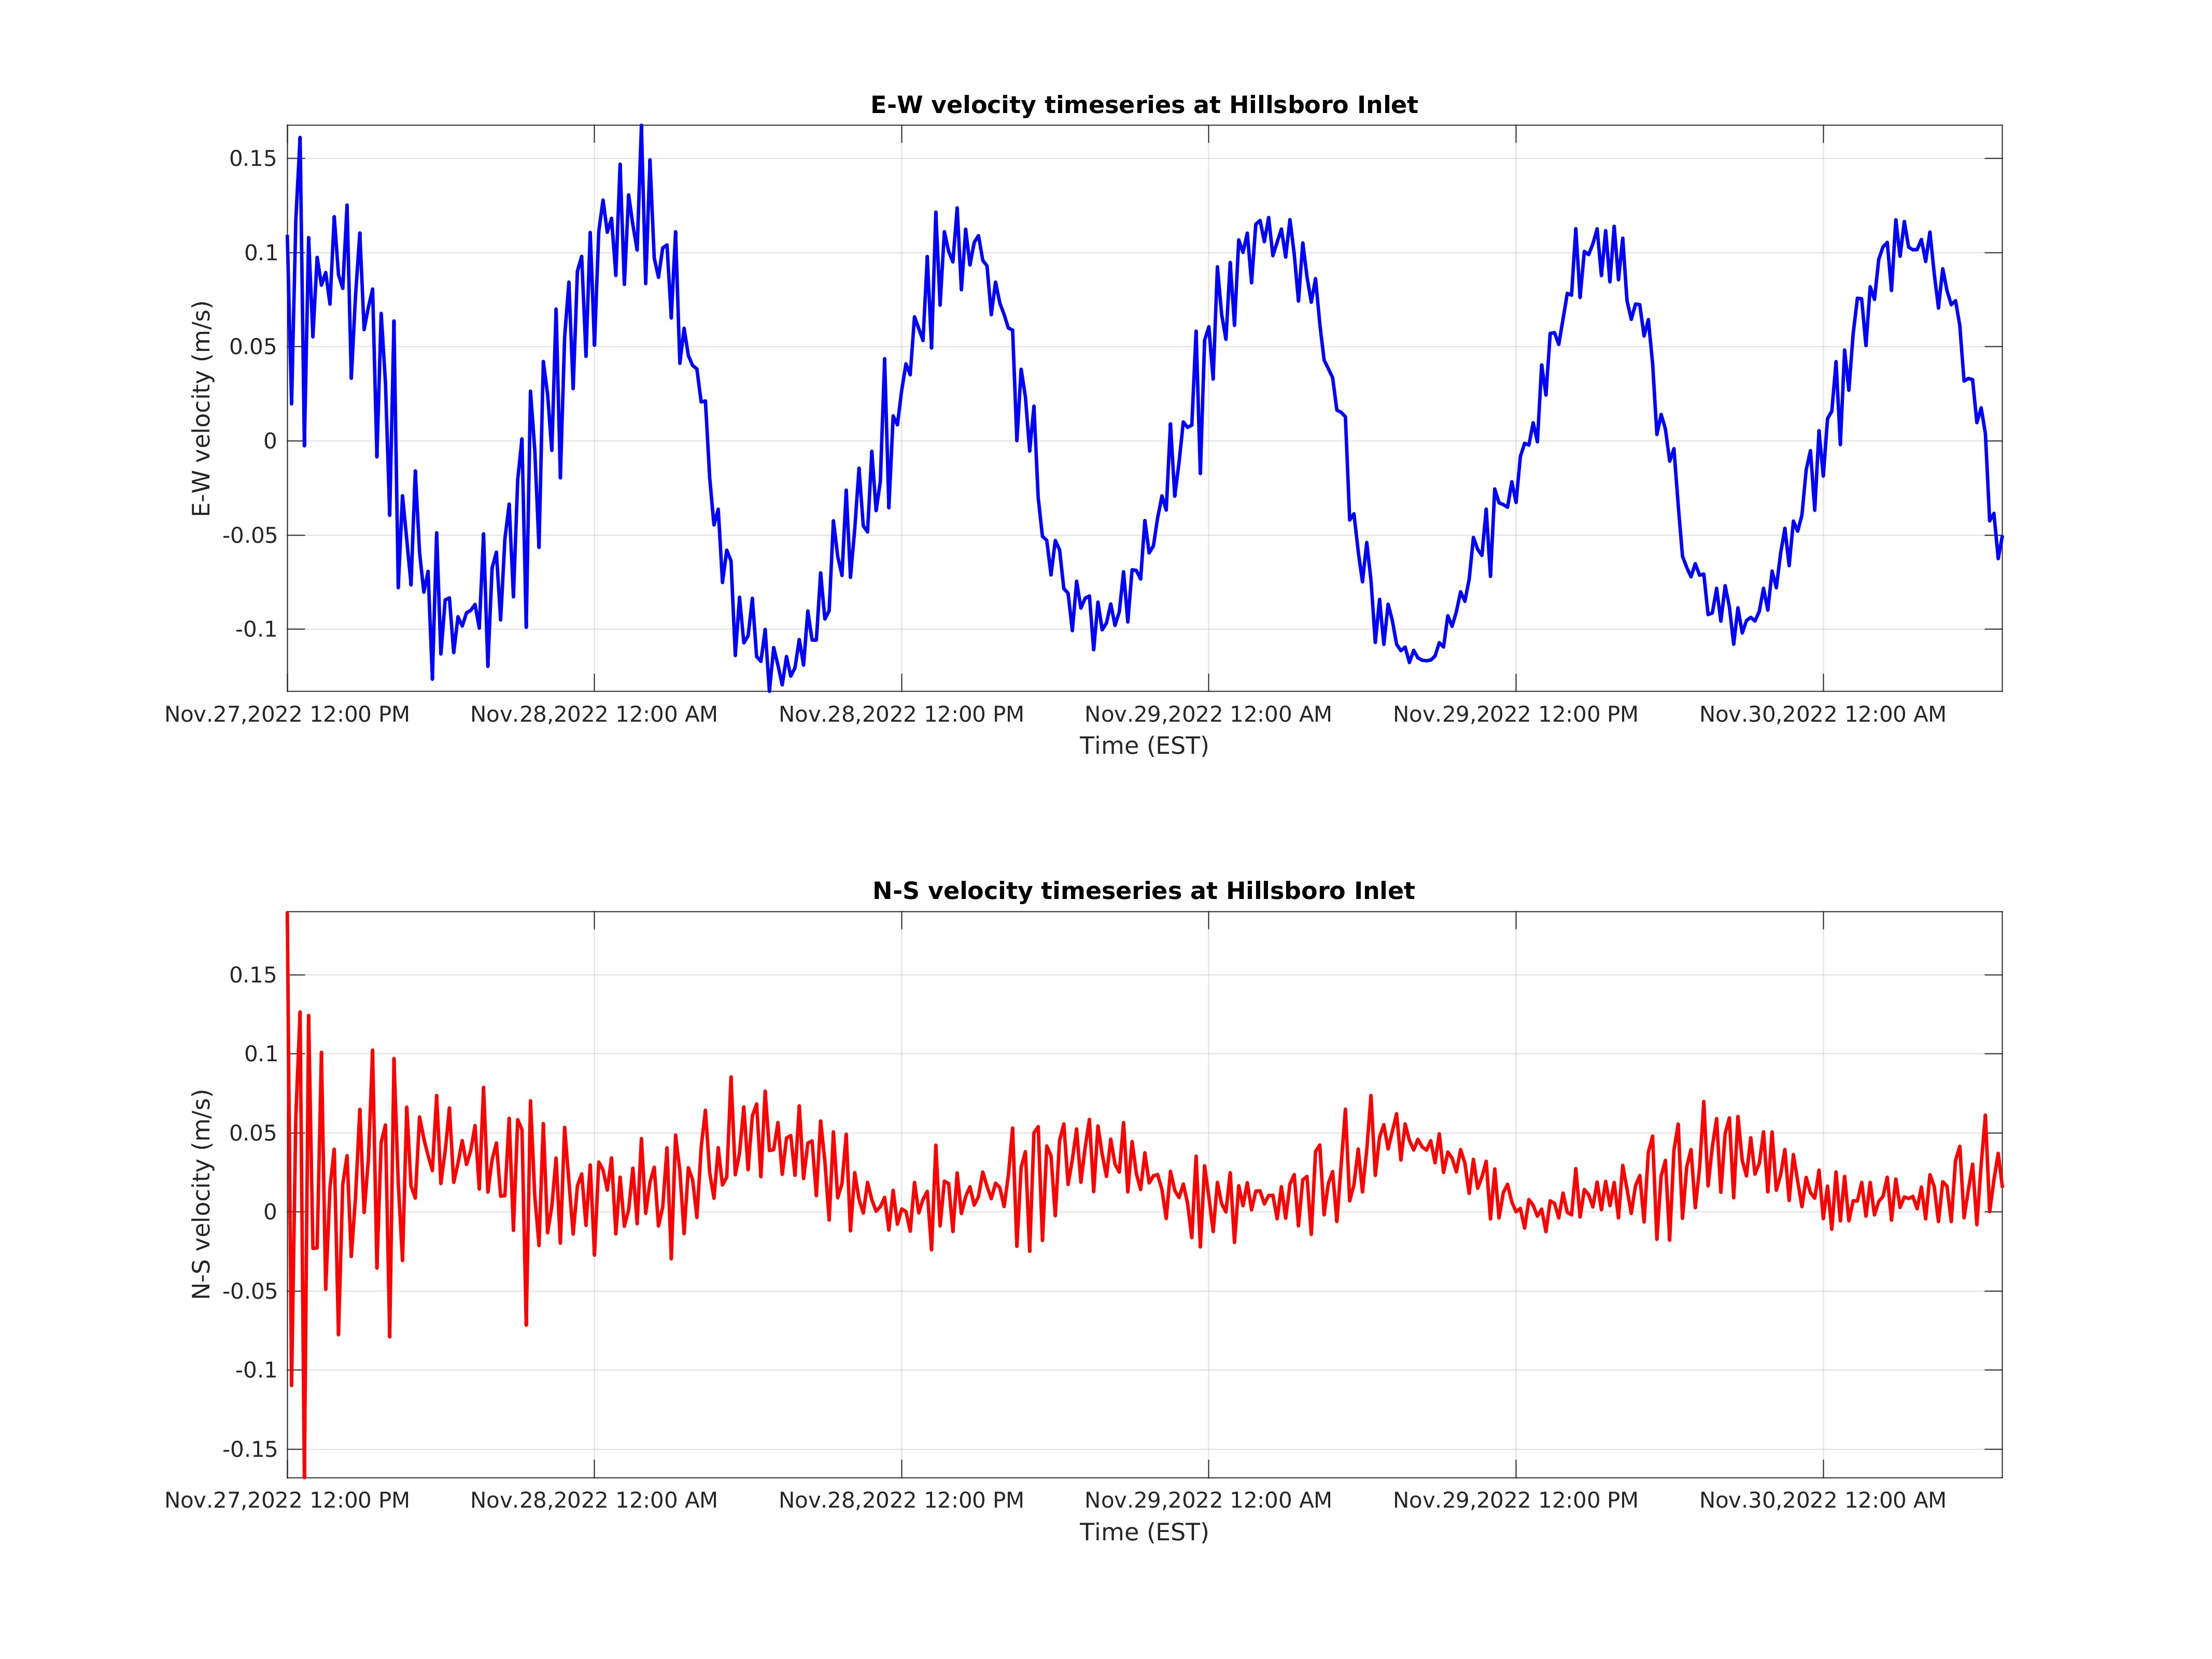 E-W velocity timeseries at Hillsboro Inlet
0.15
0.1
0.05
0
-0.05
-0.1
E-W velocity (m/s)
Nov.27,2022 12:00 PM Nov.28,2022 12:00 AM Nov.28,2022 12:00 PM Nov.29,2022 12:00 AM Nov.29,2022 12:00 PM Nov.30,2022 12:00 AM
Time (EST)
N-S velocity timeseries at Hillsboro Inlet
0.15
0.1
0.05
0
-0.05
-0.1
-0.15
N-S velocity (m/s)
Nov.27,2022 12:00 PM Nov.28,2022 12:00 AM Nov.28,2022 12:00 PM Nov.29,2022 12:00 AM Nov.29,2022 12:00 PM Nov.30,2022 12:00 AM
Time (EST)